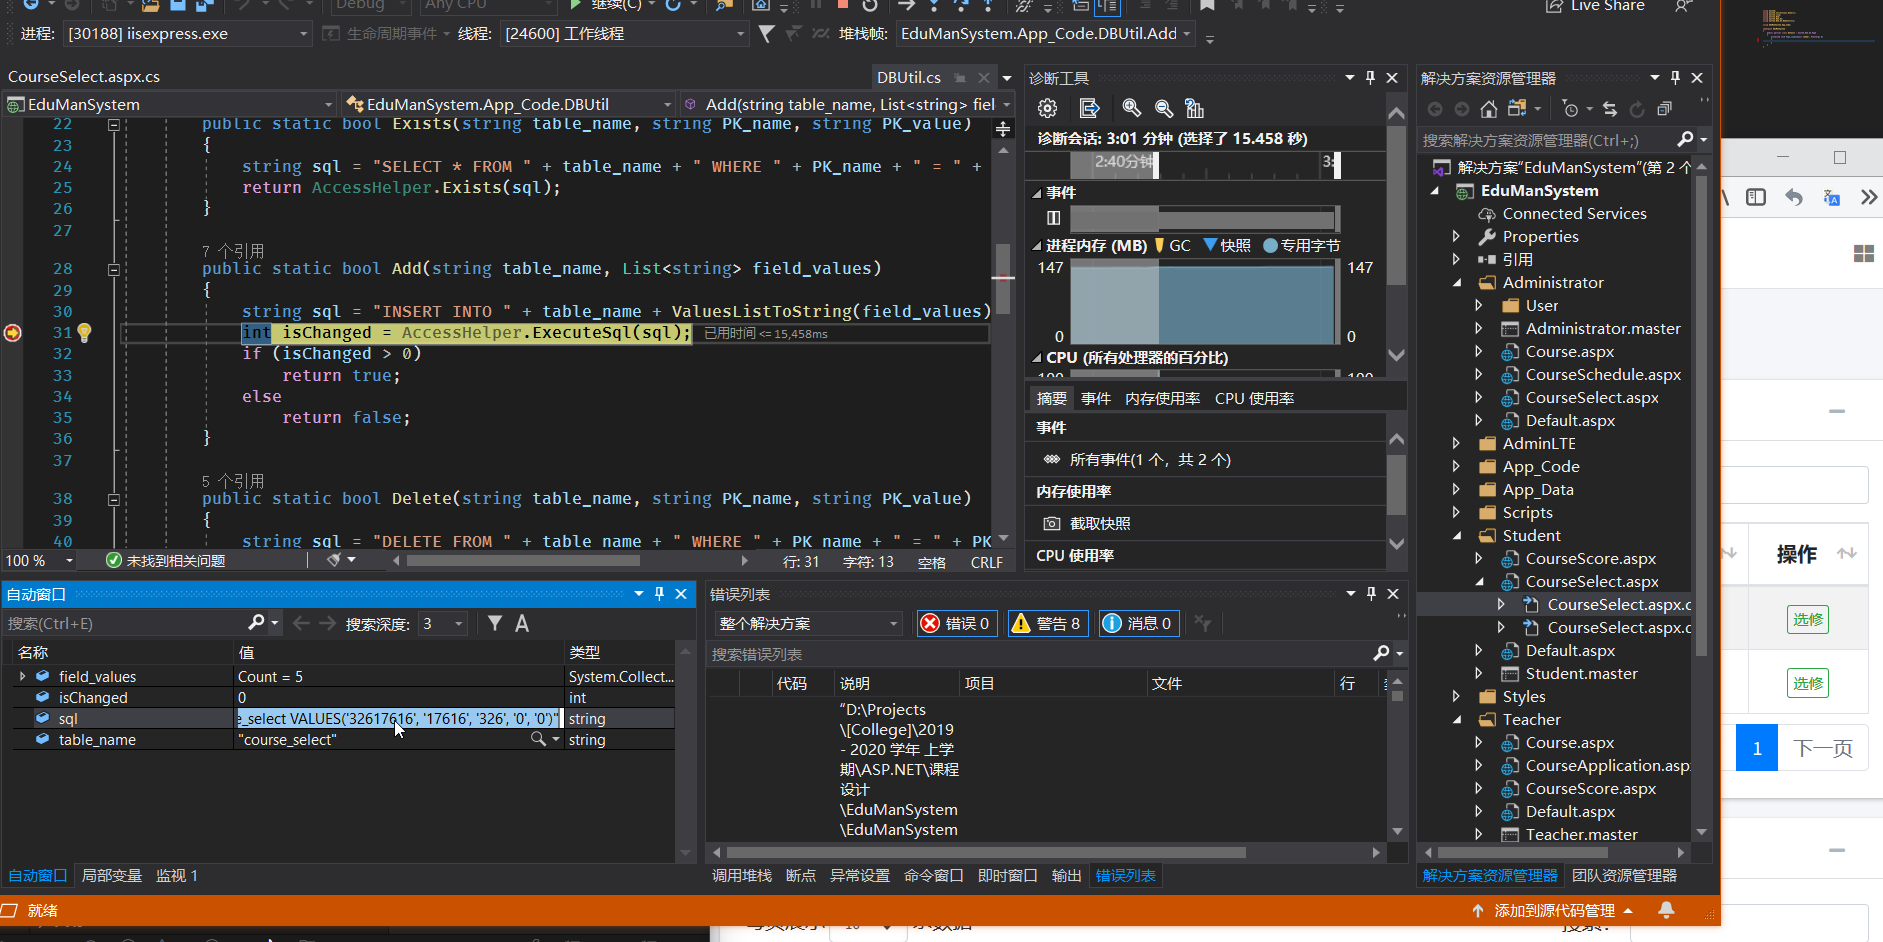 Debug
Any CPU
继续(C)
Live Share
进程:
[30188] iisexpress.exe
生命周期事件
线程:
[24600] 工作线程
堆栈帧:
EduManSystem.App_Code.DBUtil.Add
CourseSelect.aspx.cs
DBUtil.cs
EduManSystem
EduManSystem.App_Code.DBUtil
Add(string table_name, List<string> fiel
22 public static bool Exists(string table_name, string PK_name, string PK_value)
23 {
24 string sql = "SELECT * FROM " + table_name + " WHERE " + PK_name + " = " +
25 return AccessHelper.Exists(sql);
26 }
27
7 个引用
28 public static bool Add(string table_name, List<string> field_values)
29 {
30 string sql = "INSERT INTO " + table_name + ValuesListToString(field_values)
31 int isChanged = AccessHelper.ExecuteSql(sql); 已用时间 <= 15,458ms
32 if (isChanged > 0)
33 return true;
34 else
35 return false;
36 }
37
5 个引用
38 public static bool Delete(string table_name, string PK_name, string PK_value)
39 {
40 string sql = "DELETE FROM " + table_name + " WHERE " + PK_name + " = " + PK
100 %
未找到相关问题
行: 31
字符: 13
空格
CRLF
诊断工具
诊断会话: 3:01 分钟 (选择了 15.458 秒)
2:40分钟
3:
事件
进程内存 (MB)
GC
快照
专用字节
147
147
0
0
CPU (所有处理器的百分比)
100
100
摘要
事件
内存使用率
CPU 使用率
事件
所有事件(1 个，共 2 个)
内存使用率
截取快照
CPU 使用率
解决方案资源管理器
搜索解决方案资源管理器(Ctrl+;)
解决方案"EduManSystem"(第 2 个
EduManSystem
Connected Services
Properties
引用
Administrator
User
Administrator.master
Course.aspx
CourseSchedule.aspx
CourseSelect.aspx
Default.aspx
AdminLTE
App_Code
App_Data
Scripts
Student
CourseScore.aspx
CourseSelect.aspx
CourseSelect.aspx.c
CourseSelect.aspx.c
Default.aspx
Student.master
Styles
Teacher
Course.aspx
CourseApplication.asp
CourseScore.aspx
Default.aspx
Teacher.master
解决方案资源管理器
团队资源管理器
自动窗口
搜索(Ctrl+E)
搜索深度:
3
名称
值
类型
field_values
Count = 5
System.Collect...
isChanged
0
int
sql
e_select VALUES('32617616', '17616', '326', '0', '0')"
string
table_name
"course_select"
string
自动窗口
局部变量
监视 1
错误列表
整个解决方案
错误 0
警告 8
消息 0
搜索错误列表
代码
说明
项目
文件
行
"D:\Projects
\[College]\2019
- 2020 学年 上学
期\ASP.NET\课程
设计
\EduManSystem
\EduManSystem
调用堆栈
断点
异常设置
命令窗口
即时窗口
输出
错误列表
就绪
添加到源代码管理
操作
选修
选修
1
下一页